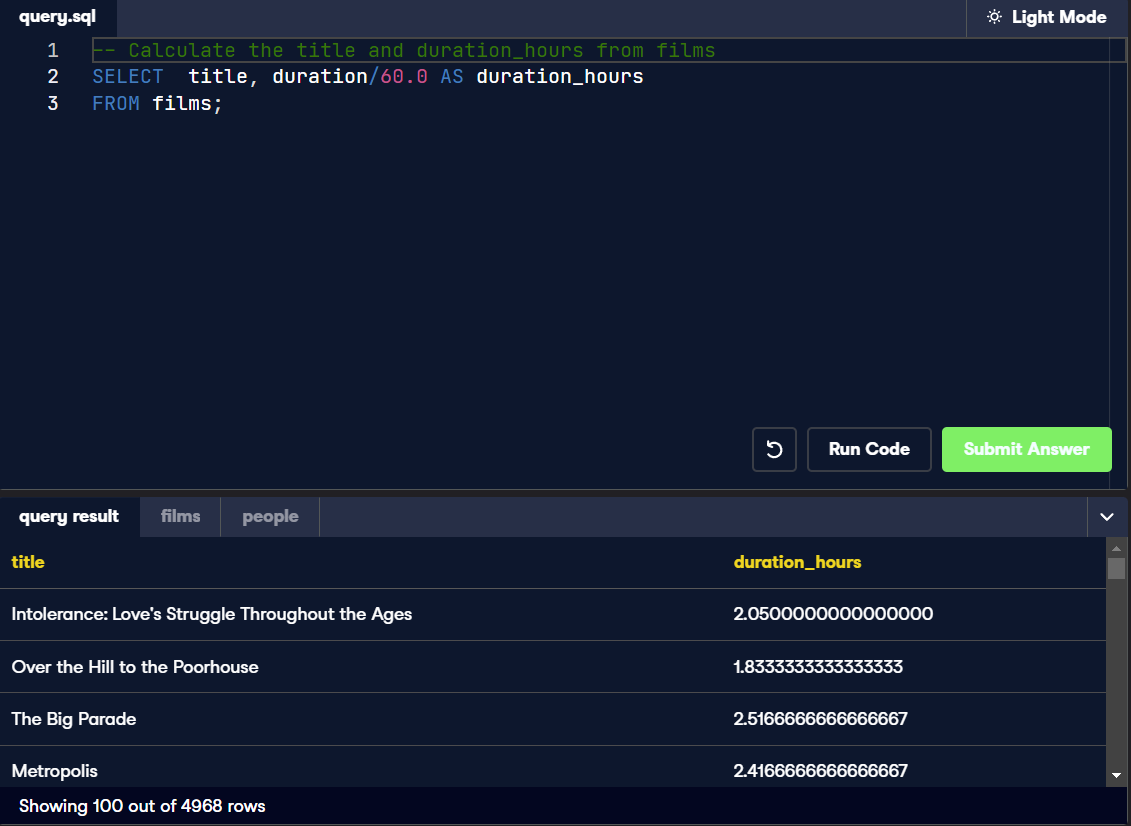 query.sql
Light Mode
1 -- Calculate the title and duration_hours from films
2 SELECT  title, duration/60.0 AS duration_hours
3 FROM films;
Run Code
Submit Answer
query result films people
title duration_hours
Intolerance: Love's Struggle Throughout the Ages 2.0500000000000000
Over the Hill to the Poorhouse 1.8333333333333333
The Big Parade 2.5166666666666667
Metropolis 2.4166666666666667
Showing 100 out of 4968 rows